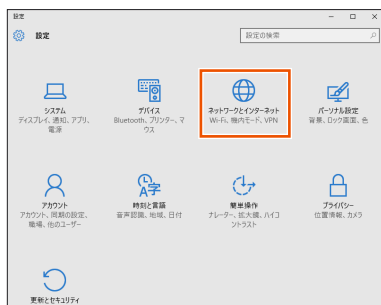 設定
設定
設定の検索
システム
ディスプレイ、通知、アプリ、
電源
デバイス
Bluetooth、プリンター、マ
ウス
ネットワークとインターネット
Wi-Fi、機内モード、VPN
パーソナル設定
背景、ロック画面、色
アカウント
アカウント、同期の設定、
職場、他のユーザー
時刻と言語
音声認識、地域、日付
簡単操作
ナレーター、拡大鏡、ハイコ
ントラスト
プライバシー
位置情報、カメラ
更新とセキュリティ